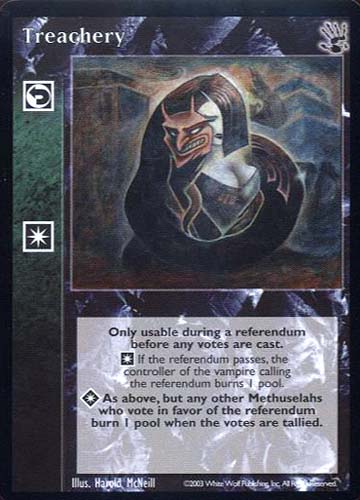 Treachery
Only usable during a referendum
before any votes are cast.
If the referendum passes, the
controller of the vampire calling
the referendum burns 1 pool.
As above, but any other Methuselahs
who vote in favor of the referendum
burn 1 pool when the votes are tallied.
Illus. Harold McNeill
©2003 White Wolf Publishing, Inc. All Rights Reserved.